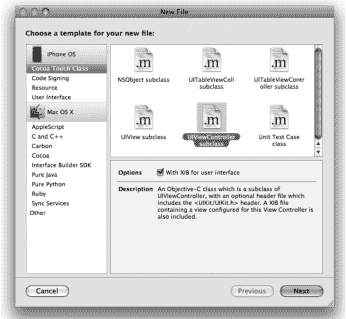 New File
Choose a template for your new file:
iPhone OS
Cocoa Touch Class
Code Signing
Resource
User Interface
Mac OS X
AppleScript
C and C++
Carbon
Cocoa
Interface Builder SDK
Pure Java
Pure Python
Ruby
Sync Services
Other
.m
.m
.m
NSObject subclass
UITableViewCell
subclass
UITableViewContr
oller subclass
.m
.m
.m
UIView subclass
UIViewController
subclass
Unit Test Case
class
Options
With XIB for user interface
Description
An Objective-C class which is a subclass of
UIViewController, with an optional header file which
includes the <UIKit/UIKit.h> header. A XIB file
containing a view configured for this View Controller is
also included.
Cancel
Previous
Next